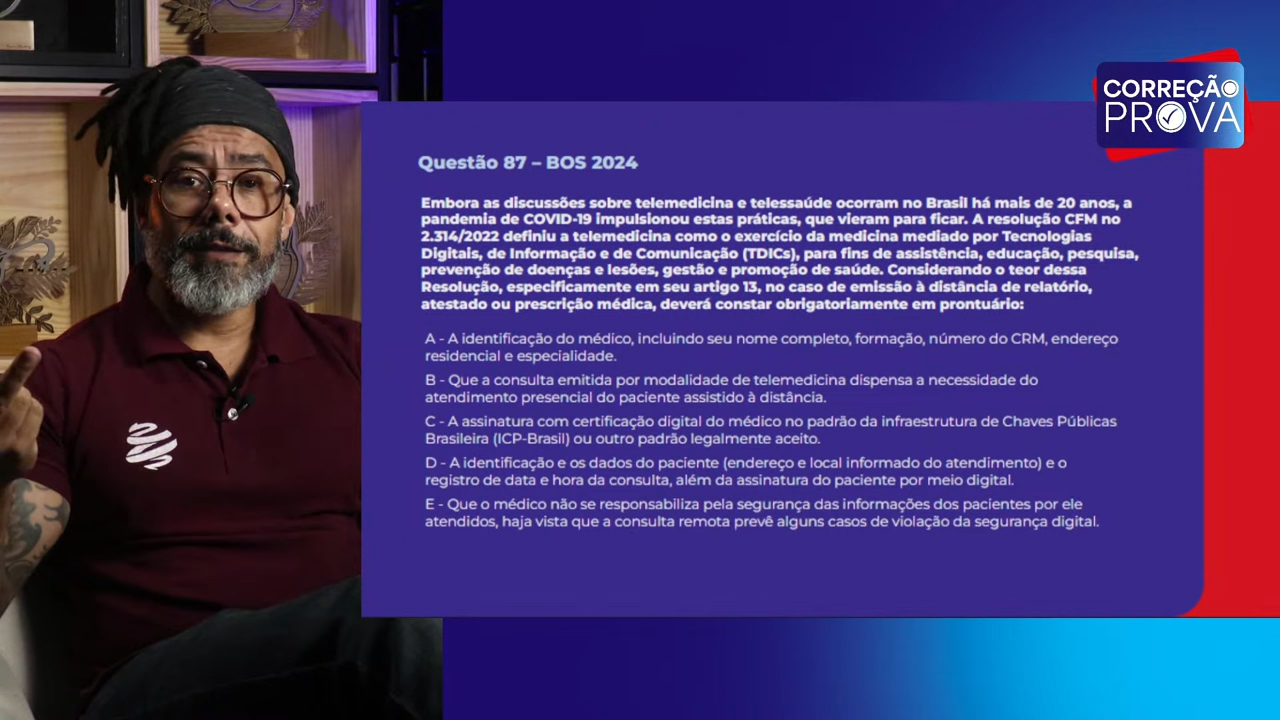 CORREÇÃO
PROVA
Questão 87 – BOS 2024
Embora as discussões sobre telemedicina e telessaúde ocorram no Brasil há mais de 20 anos, a
pandemia de COVID-19 impulsionou estas práticas, que vieram para ficar. A resolução CFM no
2.314/2022 definiu a telemedicina como o exercício da medicina mediado por Tecnologias
Digitais, de Informação e de Comunicação (TDICs), para fins de assistência, educação, pesquisa,
prevenção de doenças e lesões, gestão e promoção de saúde. Considerando o teor dessa
Resolução, especificamente em seu artigo 13, no caso de emissão à distância de relatório,
atestado ou prescrição médica, deverá constar obrigatoriamente em prontuário:
A - A identificação do médico, incluindo seu nome completo, formação, número do CRM, endereço
residencial e especialidade.
B - Que a consulta emitida por modalidade de telemedicina dispensa a necessidade do
atendimento presencial do paciente assistido à distância.
C - A assinatura com certificação digital do médico no padrão da infraestrutura de Chaves Públicas
Brasileira (ICP-Brasil) ou outro padrão legalmente aceito.
D - A identificação e os dados do paciente (endereço e local informado do atendimento) e o
registro de data e hora da consulta, além da assinatura do paciente por meio digital.
E - Que o médico não se responsabiliza pela segurança das informações dos pacientes por ele
atendidos, haja vista que a consulta remota prevê alguns casos de violação da segurança digital.